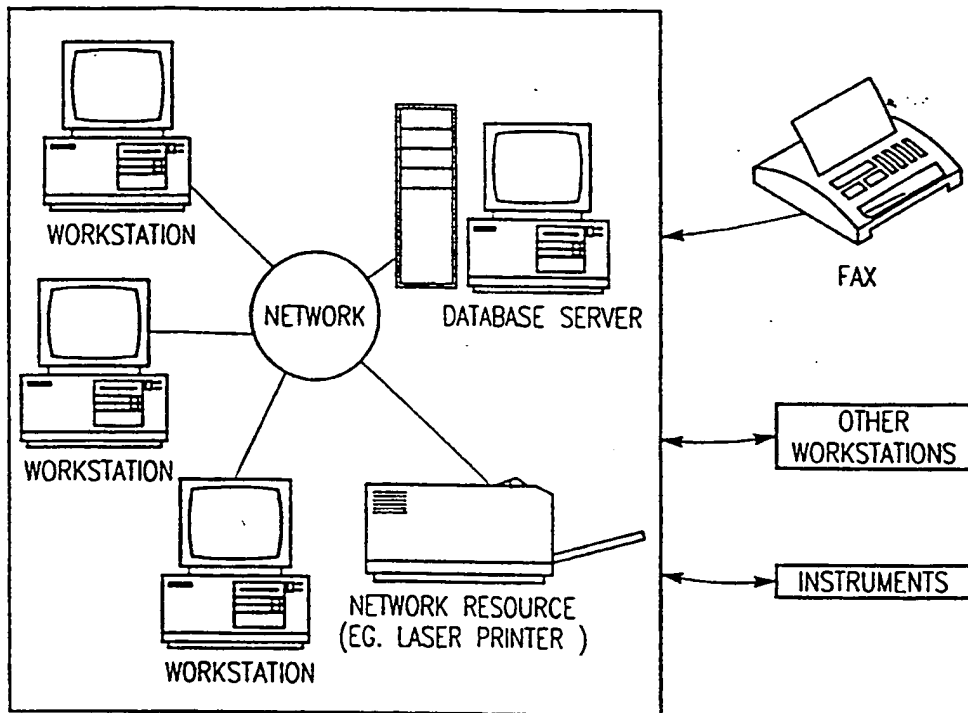 WORKSTATION
NETWORK
DATABASE SERVER
FAX
WORKSTATION
OTHER
WORKSTATIONS
WORKSTATION
NETWORK RESOURCE
(EG. LASER PRINTER )
INSTRUMENTS